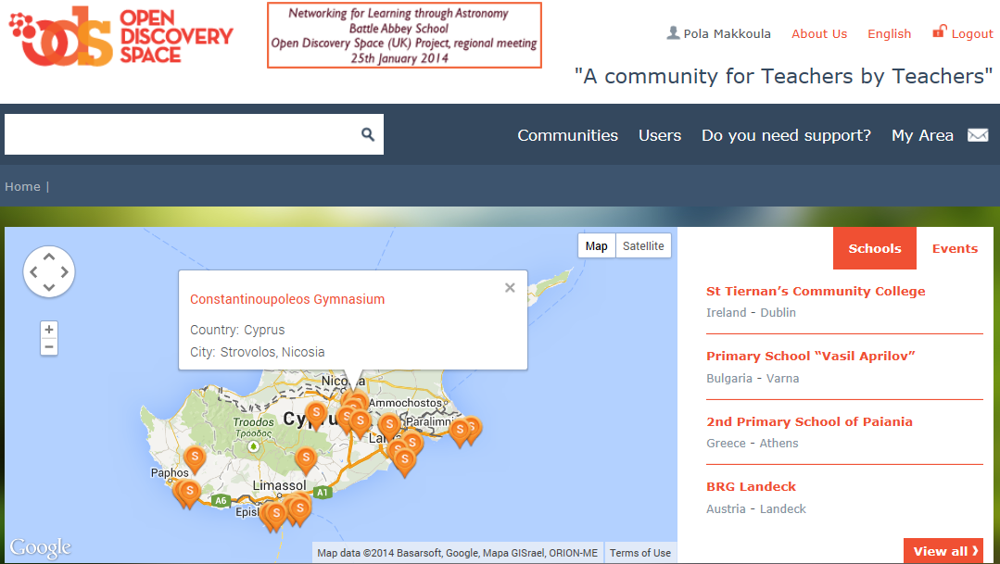 OPEN
DISCOVERY
SPACE
Networking for Learning through Astronomy
Battle Abbey School
Open Discovery Space (UK) Project, regional meeting
25th January 2014
Pola Makkoula
About Us
English
Logout
"A community for Teachers by Teachers"
Communities
Users
Do you need support?
My Area
Home |
Map
Satellite
Constantinoupoleos Gymnasium
Country: Cyprus
City: Strovolos, Nicosia
Nicosia
Ammochostos
Troodos
Τρόοδος
Paralimni
Paphos
Limassol
A6
A1
Google
Map data ©2014 Basarsoft, Google, Mapa GISrael, ORION-ME
Terms of Use
Schools
Events
St Tiernan’s Community College
Ireland - Dublin
Primary School “Vasil Aprilov”
Bulgaria - Varna
2nd Primary School of Paiania
Greece - Athens
BRG Landeck
Austria - Landeck
View all ❯